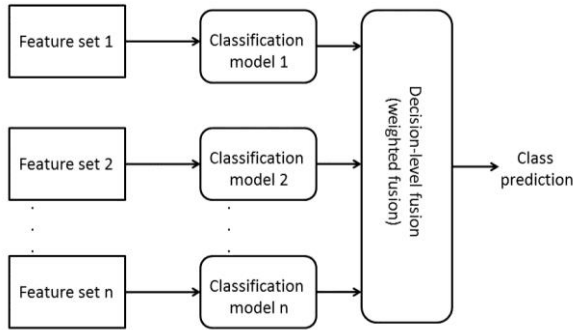 Feature set 1
Classification
model 1
Feature set 2
Classification
model 2
Feature set n
Classification
model n
Decision-level fusion
(weighted fusion)
Class
prediction